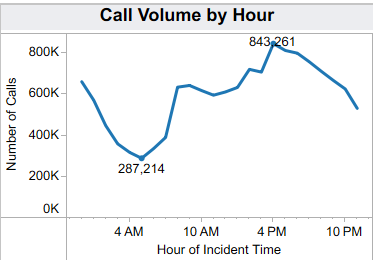 Call Volume by Hour
843,261
800K
600K
400K
287,214
200K
0K
Number of Calls
4 AM 10 AM 4 PM 10 PM
Hour of Incident Time